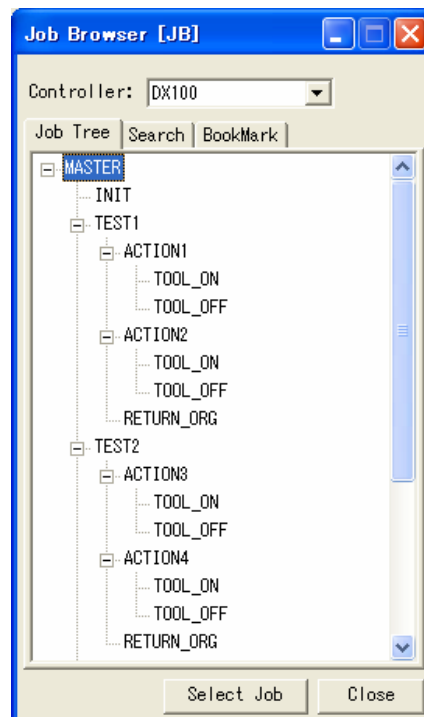 Job Browser [JB]
Controller: DX100
Job Tree Search BookMark
MASTER
INIT
TEST1
ACTION1
TOOL_ON
TOOL_OFF
ACTION2
TOOL_ON
TOOL_OFF
RETURN_ORG
TEST2
ACTION3
TOOL_ON
TOOL_OFF
ACTION4
TOOL_ON
TOOL_OFF
RETURN_ORG
Select Job Close